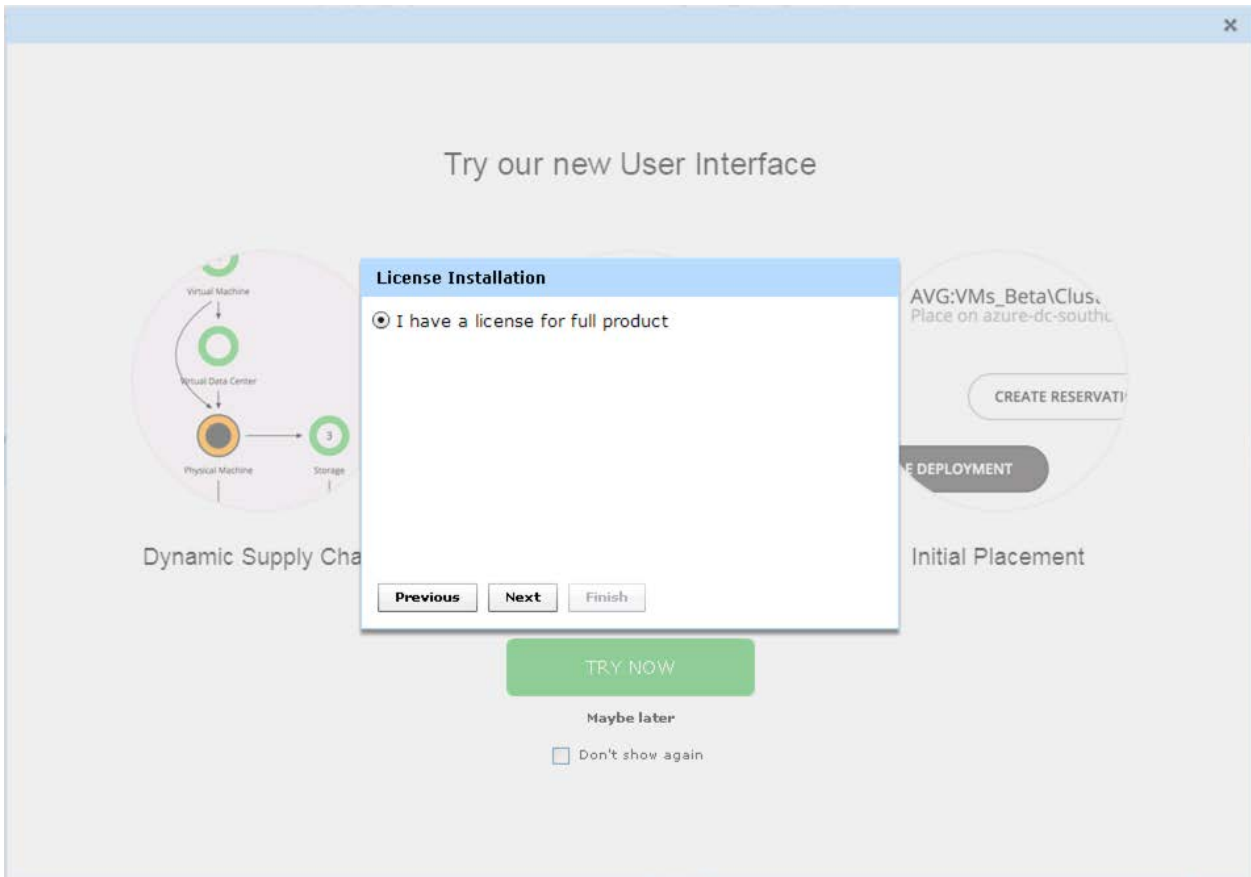 Try our new User Interface
Virtual Machine
Virtual Data Center
3
Physical Machine
Storage
Dynamic Supply Cha
License Installation
I have a license for full product
Previous
Next
Finish
AVG:VMs_Beta\Clus
Place on azure-dc-southc
CREATE RESERVATI
E DEPLOYMENT
Initial Placement
TRY NOW
Maybe later
Don't show again